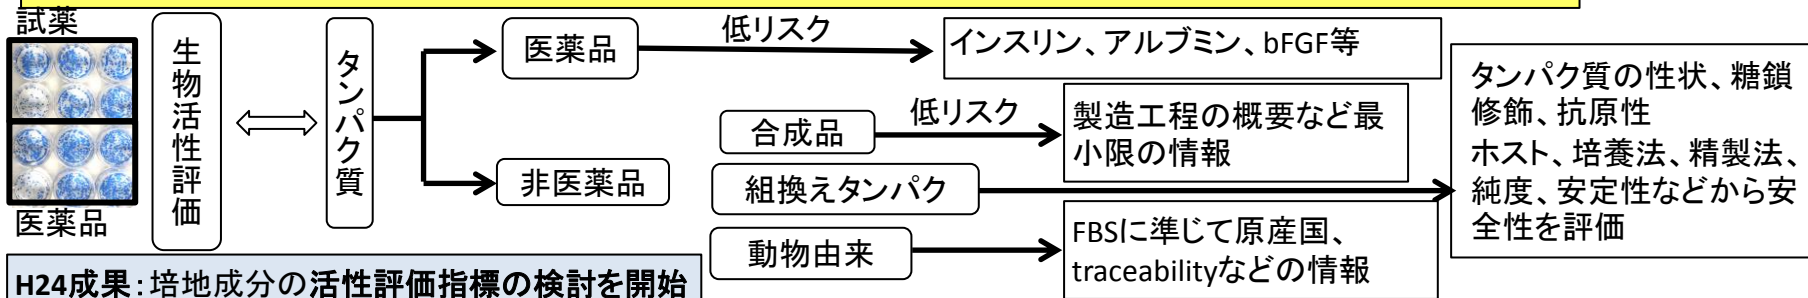 試薬
医薬品
生物活性評価
タンパク質
医薬品
低リスク
インスリン、アルブミン、bFGF等
非医薬品
合成品
低リスク
製造工程の概要など最
小限の情報
組換えタンパク
タンパク質の性状、糖鎖
修飾、抗原性
ホスト、培養法、精製法、
純度、安定性などから安
全性を評価
動物由来
FBSに準じて原産国、
traceabilityなどの情報
H24成果:培地成分の活性評価指標の検討を開始